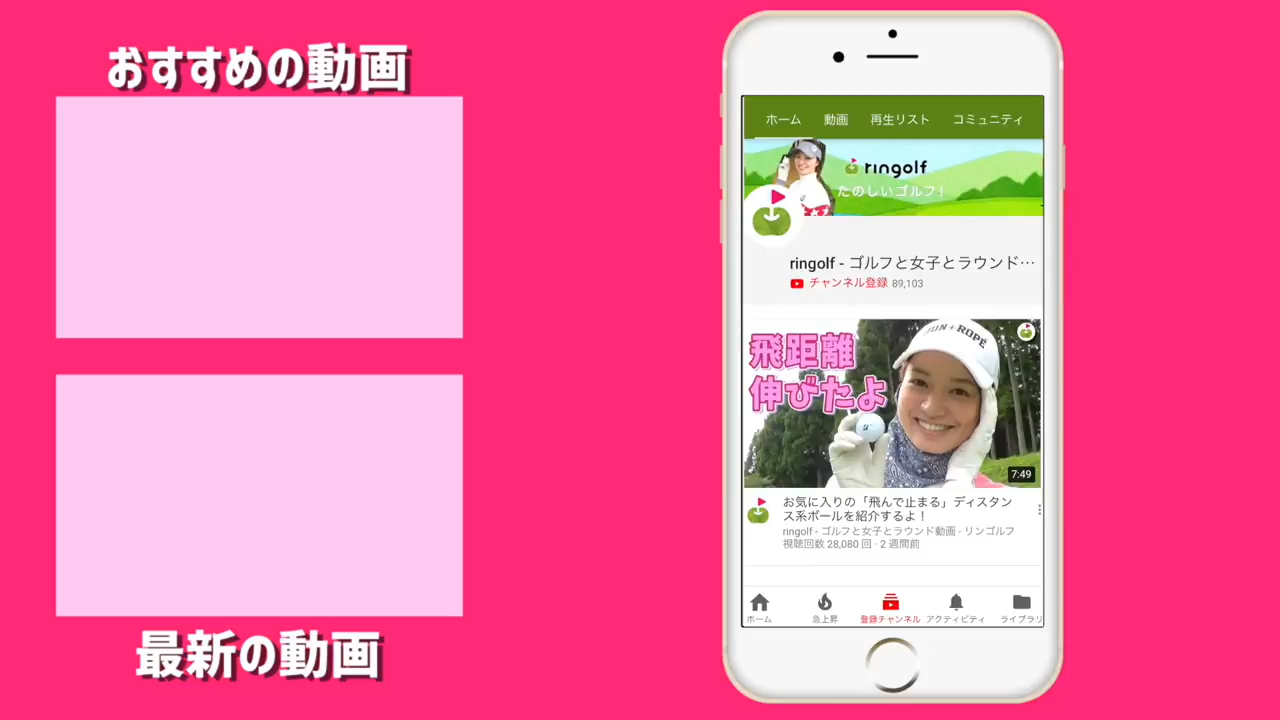 おすすめの動画
最新の動画
ホーム 動画 再生リスト コミュニティ
ringolf
たのしいゴルフ!
ringolf - ゴルフと女子とラウンド…
チャンネル登録 89,103
JUN+ROPE
飛距離
伸びたよ
7:49
お気に入りの「飛んで止まる」ディスタン
ス系ボールを紹介するよ！
ringolf - ゴルフと女子とラウンド動画 - リンゴルフ
視聴回数 28,080 回 · 2 週間前
ホーム 急上昇 登録チャンネル アクティビティ ライブラリ